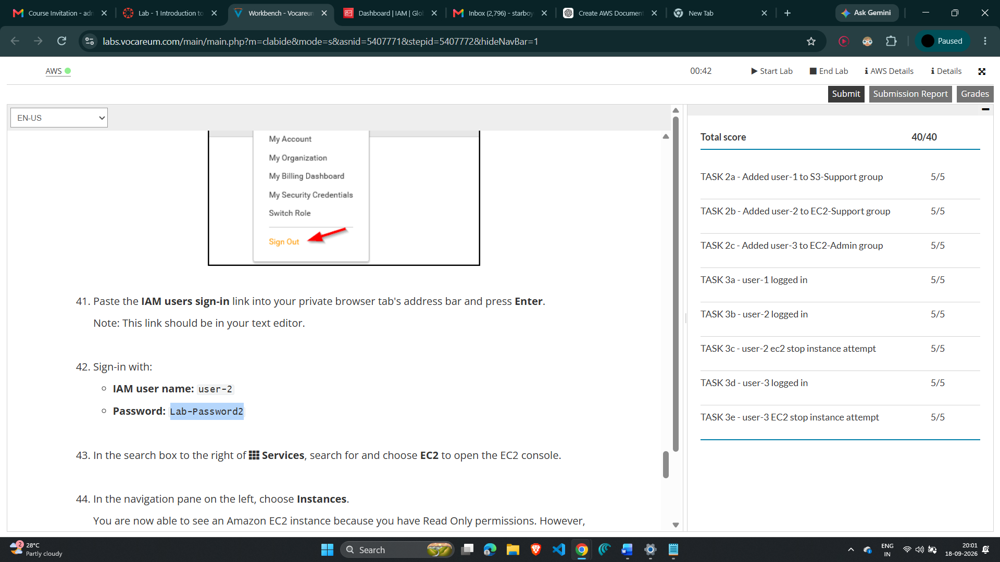 Course Invitation - adn
Lab - 1 Introduction to
Workbench - Vocareum
Dashboard | IAM | Glob
Inbox (2,796) - starboy
Create AWS Document
New Tab
Ask Gemini
labs.vocareum.com/main/main.php?m=clabide&mode=s&asnid=5407771&stepid=5407772&hideNavBar=1
Paused
AWS
00:42
Start Lab
End Lab
AWS Details
Details
Submit
Submission Report
Grades
EN-US
My Account
My Organization
My Billing Dashboard
My Security Credentials
Switch Role
Sign Out
41. Paste the IAM users sign-in link into your private browser tab's address bar and press Enter.
Note: This link should be in your text editor.
42. Sign-in with:
IAM user name: user-2
Password: Lab-Password2
43. In the search box to the right of Services, search for and choose EC2 to open the EC2 console.
44. In the navigation pane on the left, choose Instances.
You are now able to see an Amazon EC2 instance because you have Read Only permissions. However,
Total score 40/40
TASK 2a - Added user-1 to S3-Support group 5/5
TASK 2b - Added user-2 to EC2-Support group 5/5
TASK 2c - Added user-3 to EC2-Admin group 5/5
TASK 3a - user-1 logged in 5/5
TASK 3b - user-2 logged in 5/5
TASK 3c - user-2 ec2 stop instance attempt 5/5
TASK 3d - user-3 logged in 5/5
TASK 3e - user-3 EC2 stop instance attempt 5/5
2
28°C
Partly cloudy
Search
ENG
IN
20:01
18-09-2026